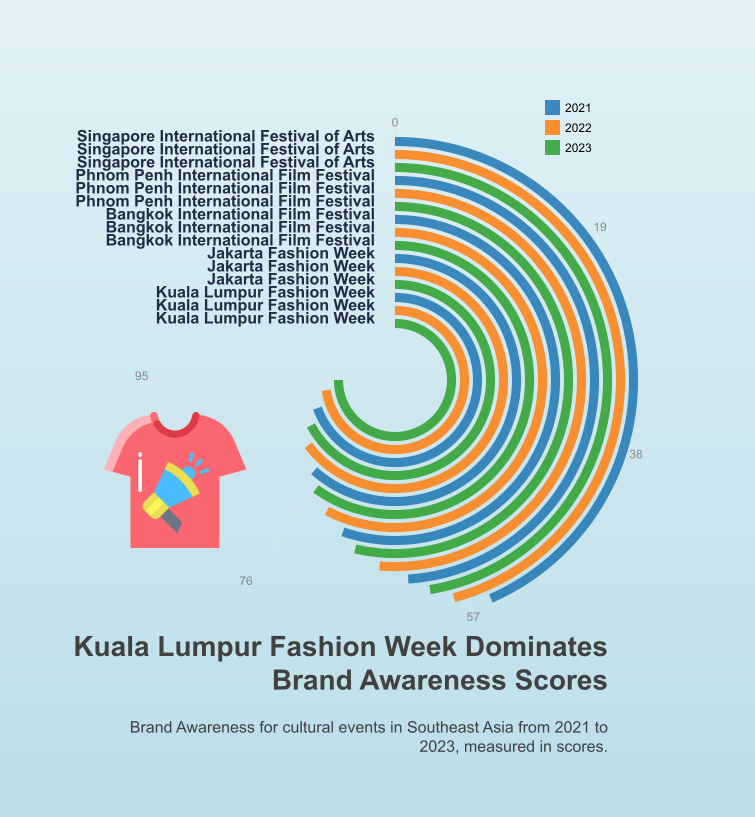 0
2021
2022
2023
Singapore International Festival of Arts
Singapore International Festival of Arts
Singapore International Festival of Arts
Phnom Penh International Film Festival
Phnom Penh International Film Festival
Phnom Penh International Film Festival
Bangkok International Film Festival
Bangkok International Film Festival
Bangkok International Film Festival
Jakarta Fashion Week
Jakarta Fashion Week
Jakarta Fashion Week
Kuala Lumpur Fashion Week
Kuala Lumpur Fashion Week
Kuala Lumpur Fashion Week
19
95
38
76
57
Kuala Lumpur Fashion Week Dominates
Brand Awareness Scores
Brand Awareness for cultural events in Southeast Asia from 2021 to
2023, measured in scores.